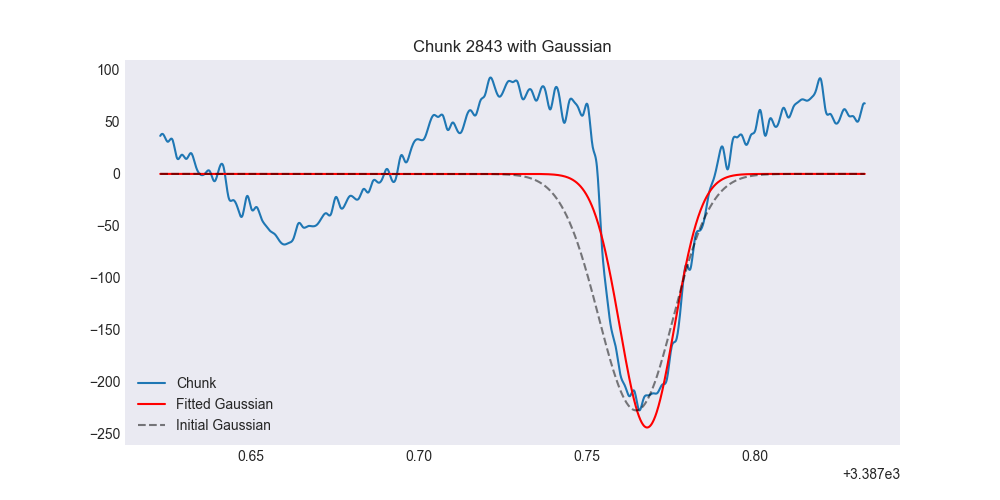 Chunk 2843 with Gaussian
100
50
0
−50
−100
−150
−200
−250
Chunk
Fitted Gaussian
Initial Gaussian
0.65 0.70 0.75 0.80
+3.387e3